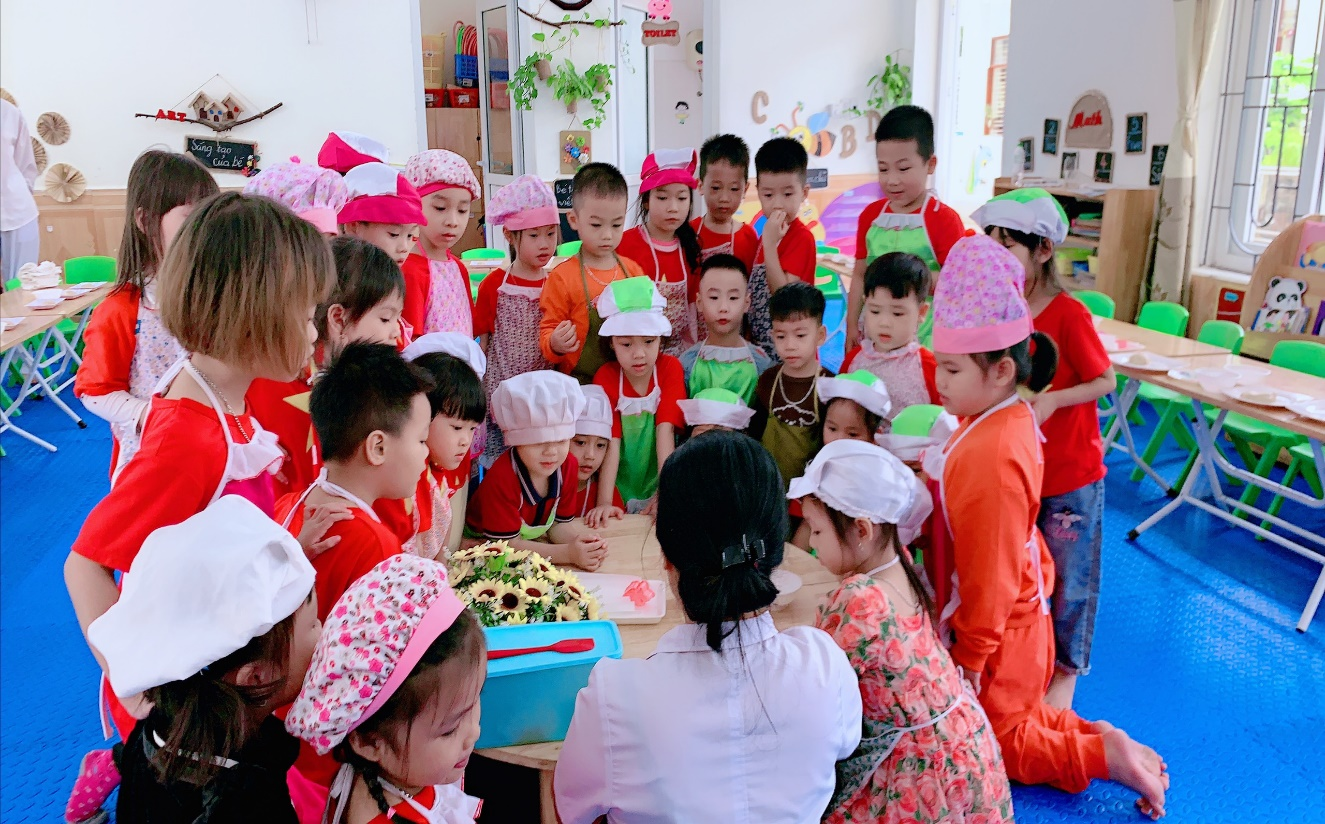 TOILET
ART
Sáng tạo
của bé
C
B
D
Math